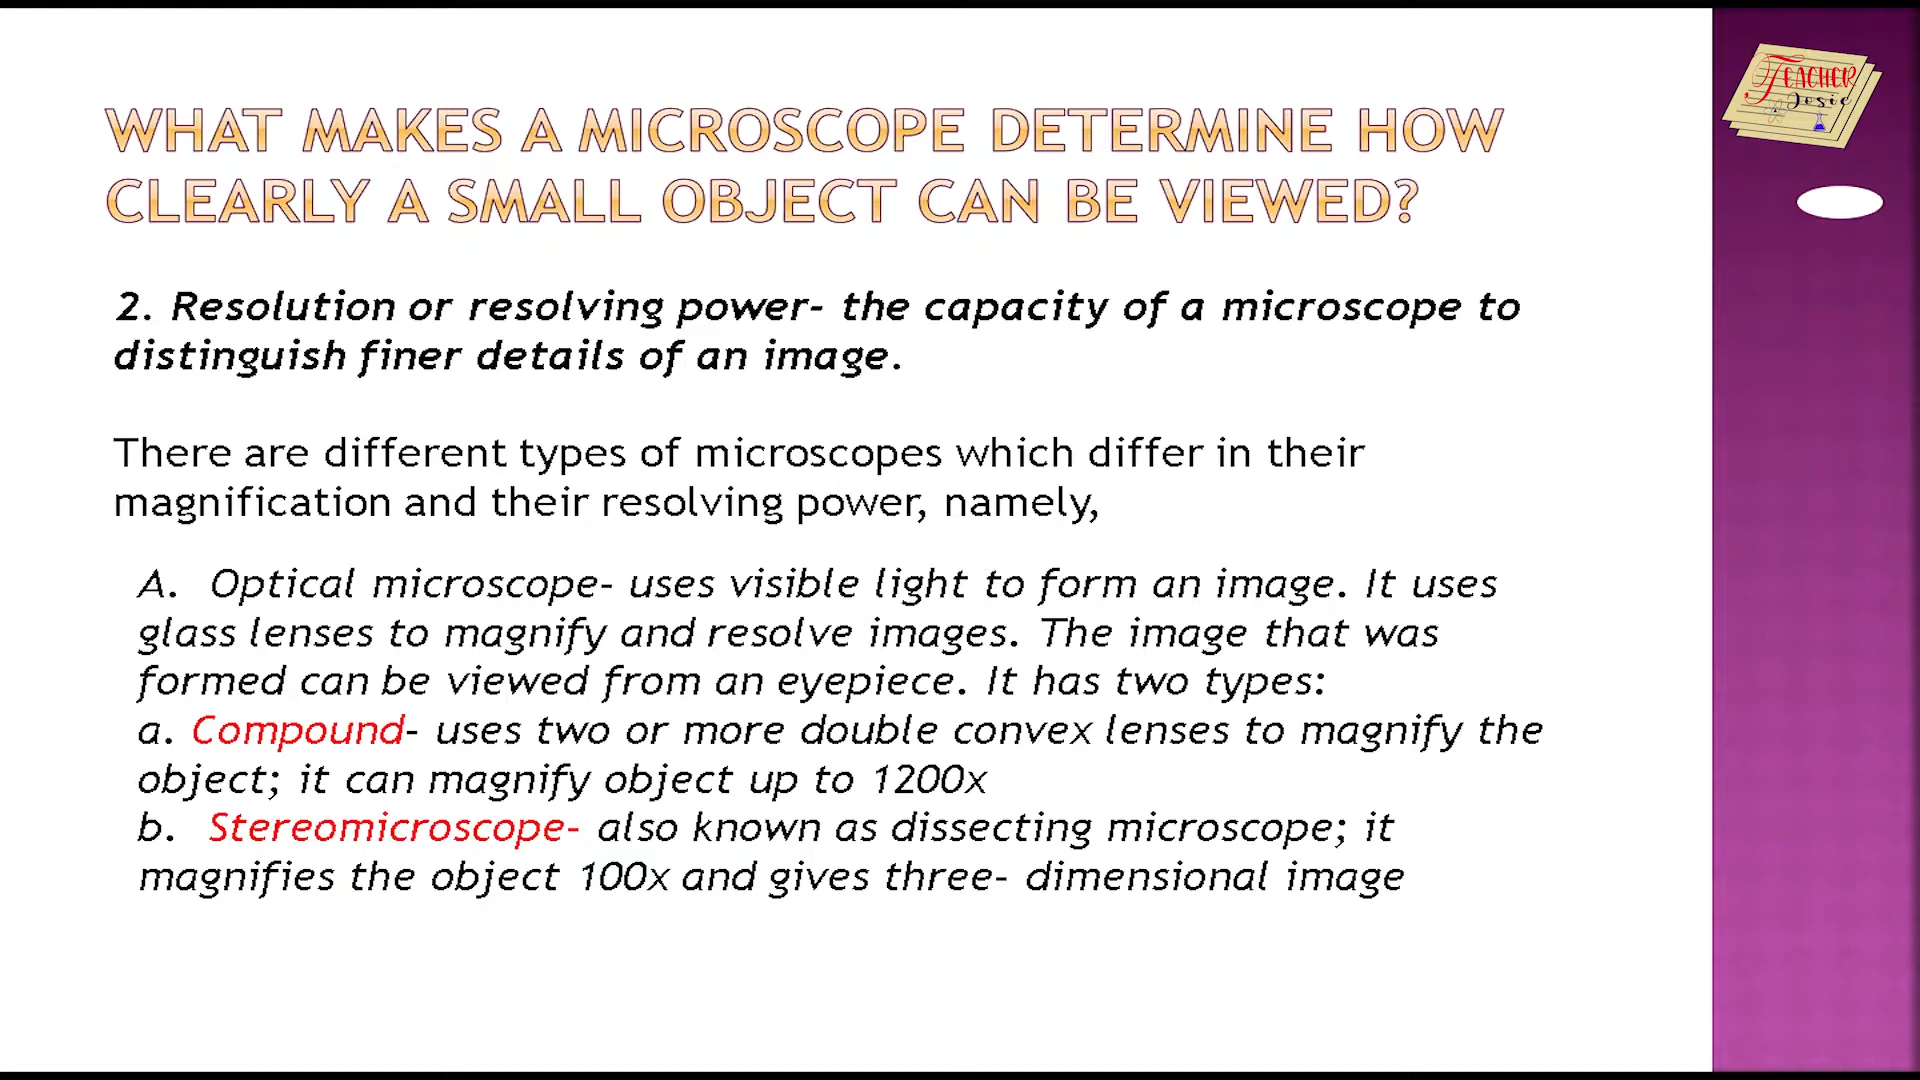 WHAT MAKES A MICROSCOPE DETERMINE HOW
CLEARLY A SMALL OBJECT CAN BE VIEWED?
TEACHER
Josie
2. Resolution or resolving power- the capacity of a microscope to
distinguish finer details of an image.
There are different types of microscopes which differ in their
magnification and their resolving power, namely,
A. Optical microscope- uses visible light to form an image. It uses
glass lenses to magnify and resolve images. The image that was
formed can be viewed from an eyepiece. It has two types:
a. Compound- uses two or more double convex lenses to magnify the
object; it can magnify object up to 1200x
b. Stereomicroscope- also known as dissecting microscope; it
magnifies the object 100x and gives three- dimensional image